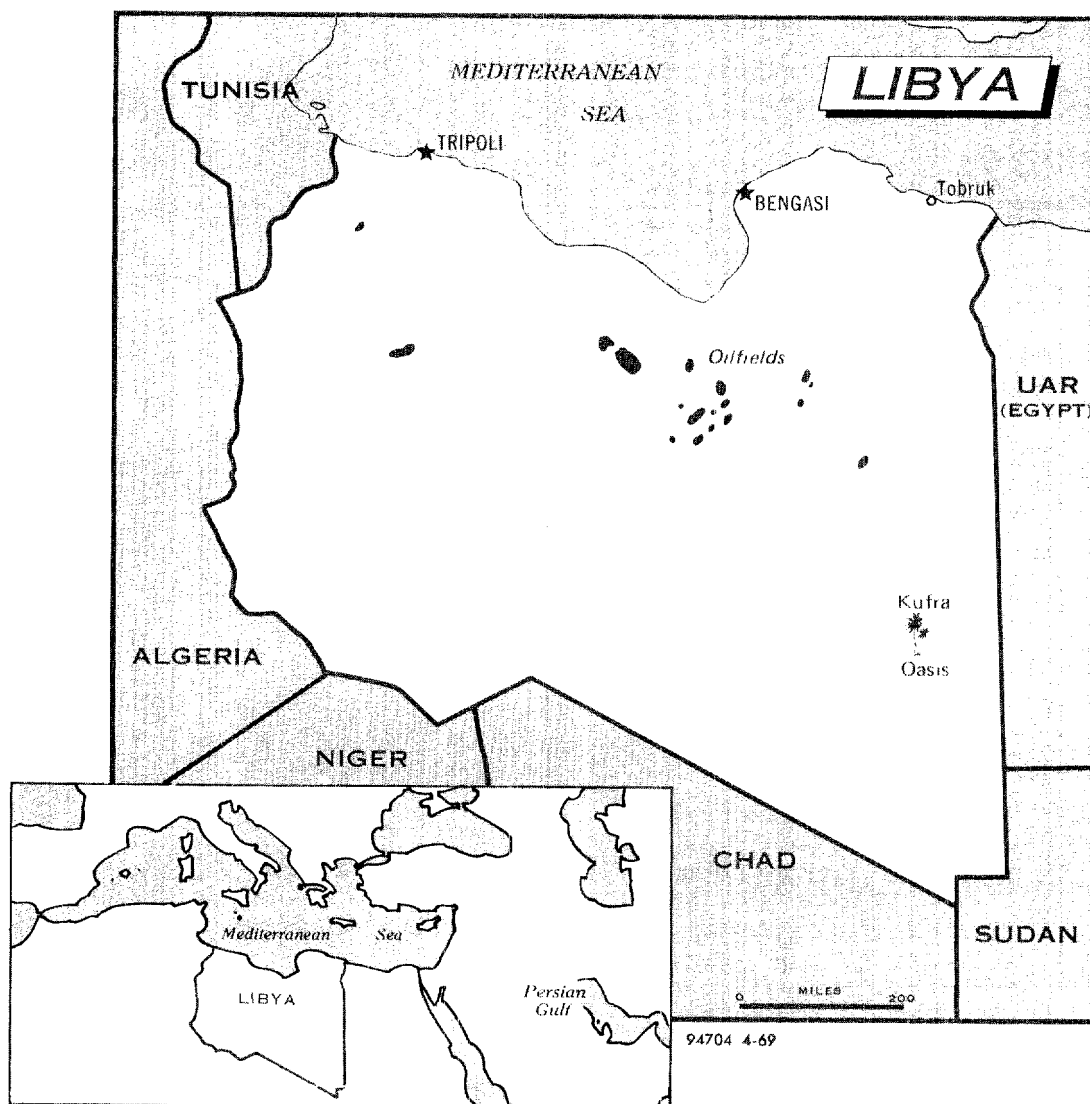 LIBYA
MEDITERRANEAN
SEA
TUNISIA
TRIPOLI
BENGASI
Tobruk
Oilfields
UAR
(EGYPT)
Kufra
Oasis
ALGERIA
NIGER
CHAD
SUDAN
MILES
0 200
Mediterranean Sea
LIBYA
Persian
Gulf
94704 4-69